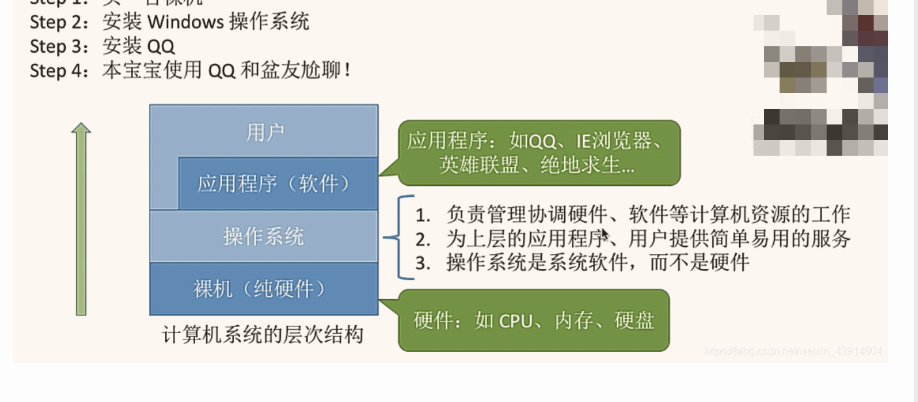 Step 2：安装 Windows 操作系统
Step 3：安装 QQ
Step 4：本宝宝使用 QQ 和盆友尬聊！
用户
应用程序（软件）
操作系统
裸机（纯硬件）
计算机系统的层次结构
应用程序：如QQ、IE浏览器、
英雄联盟、绝地求生...
1. 负责管理协调硬件、软件等计算机资源的工作
2. 为上层的应用程序、用户提供简单易用的服务
3. 操作系统是系统软件，而不是硬件
硬件：如 CPU、内存、硬盘
https://blog.csdn.net/weixin_43914604